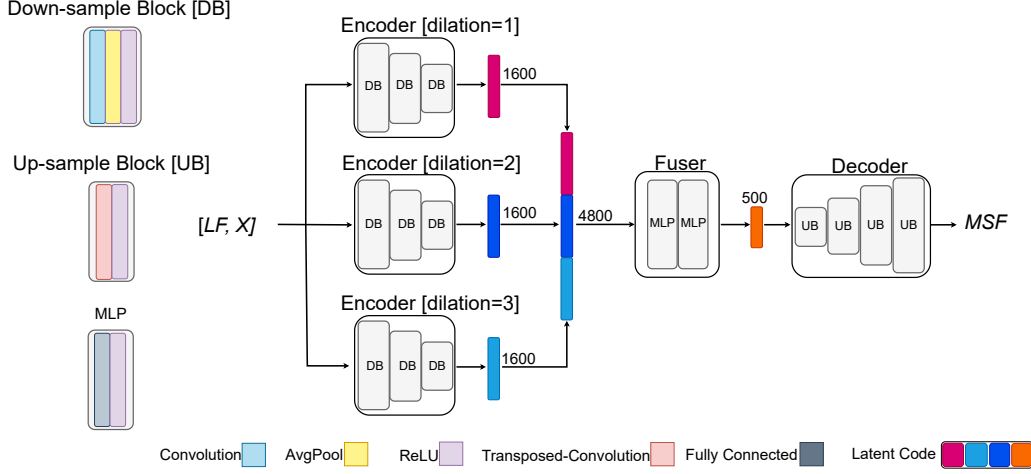 Down-sample Block [DB]
Up-sample Block [UB]
MLP
[LF, X]
Encoder [dilation=1]
DB DB DB
1600
Encoder [dilation=2]
DB DB DB
1600
4800
Encoder [dilation=3]
DB DB DB
1600
Fuser
MLP MLP
500
Decoder
UB UB UB UB
MSF
Convolution AvgPool ReLU Transposed-Convolution Fully Connected Latent Code